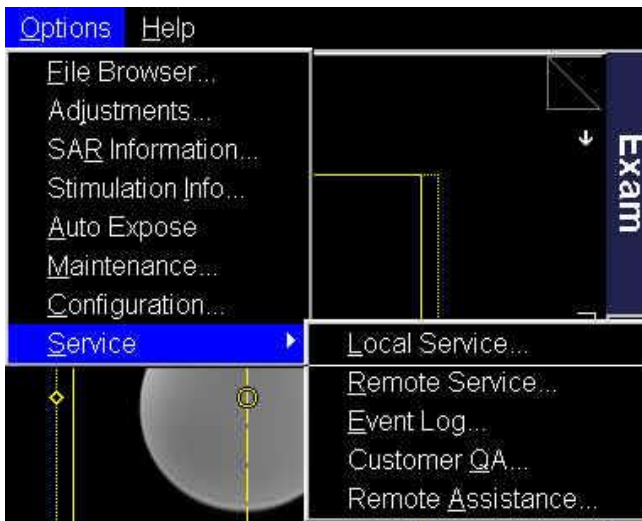 Options Help
File Browser...
Adjustments...
SAR Information...
Stimulation Info...
Auto Expose
Maintenance...
Configuration...
Service
Local Service...
Remote Service...
Event Log...
Customer QA...
Remote Assistance...
Exam